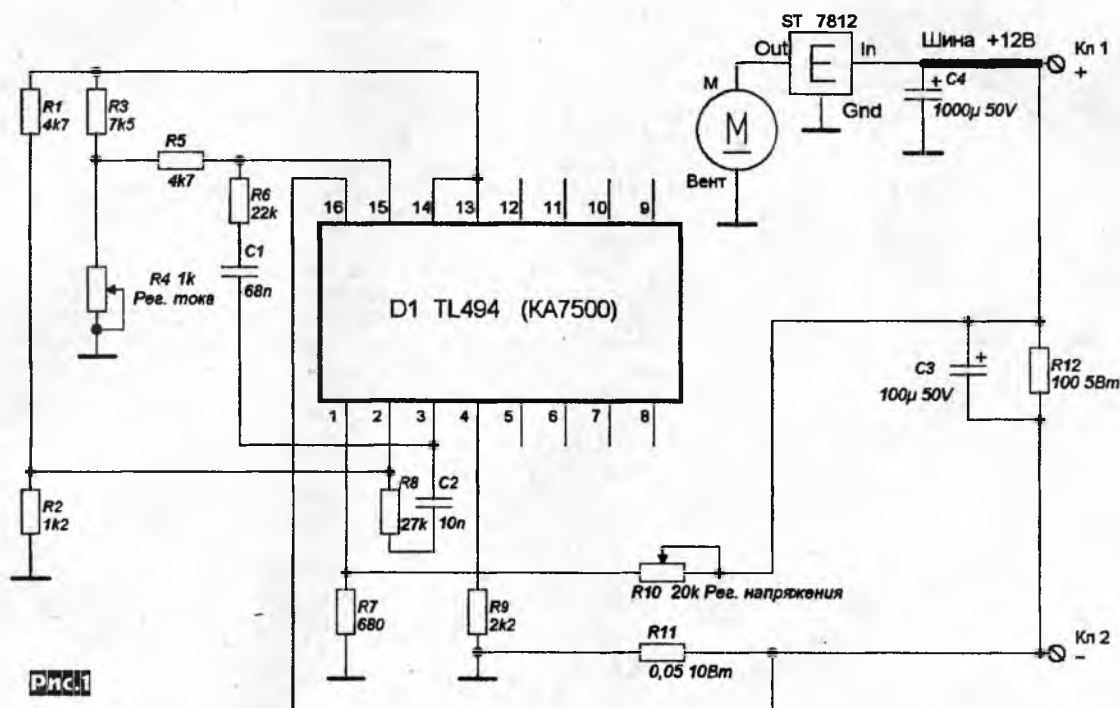 ST 7812
Out
In
Шина +12В
Кл 1
+
R1
4k7
R3
7k5
M
M
Gnd
+ C4
1000µ 50V
R5
4k7
Вент
R6
22k
16 15 14 13 12 11 10 9
C1
68n
R4 1k
Рег. тока
D1 TL494 (KA7500)
C3
+
100µ 50V
R12
100 5Вт
1 2 3 4 5 6 7 8
R2
1k2
R8
27k
C2
10n
R10 20k Рег. напряжения
R7
680
R9
2k2
R11
0,05 10Вт
Кл 2
-
Рис.1